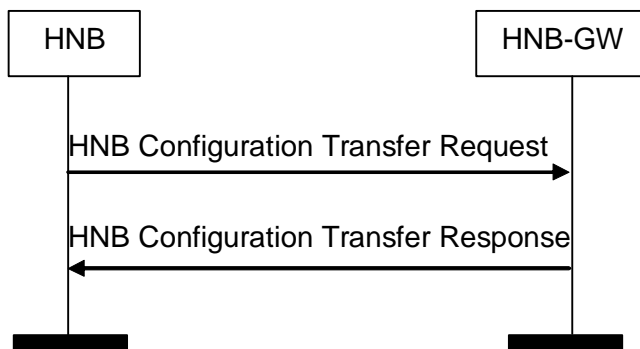 HNB
HNB-GW
HNB Configuration Transfer Request
HNB Configuration Transfer Response